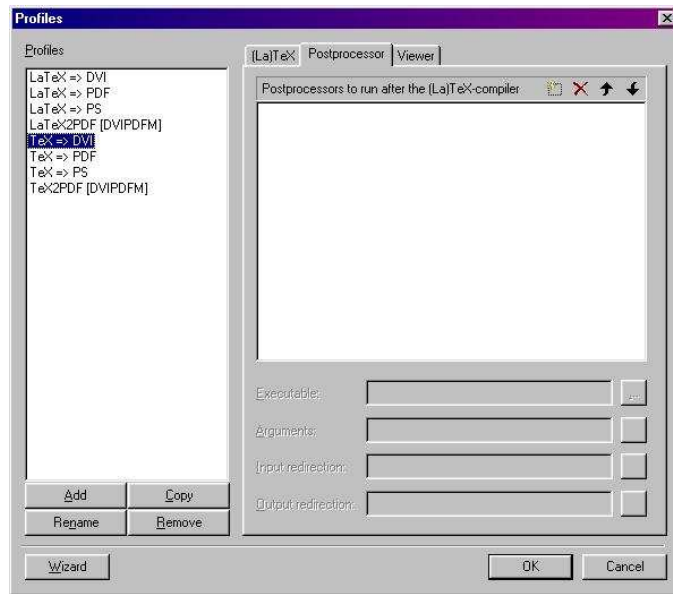 Profiles
Profiles
LaTeX => DVI
LaTeX => PDF
LaTeX => PS
LaTeX2PDF [DVIPDFM]
TeX => DVI
TeX => PDF
TeX => PS
TeX2PDF [DVIPDFM]
Add Copy
Rename Remove
(La)TeX Postprocessor Viewer
Postprocessors to run after the (La)TeX-compiler
Executable: ...
Arguments:
Input redirection:
Output redirection:
Wizard OK Cancel